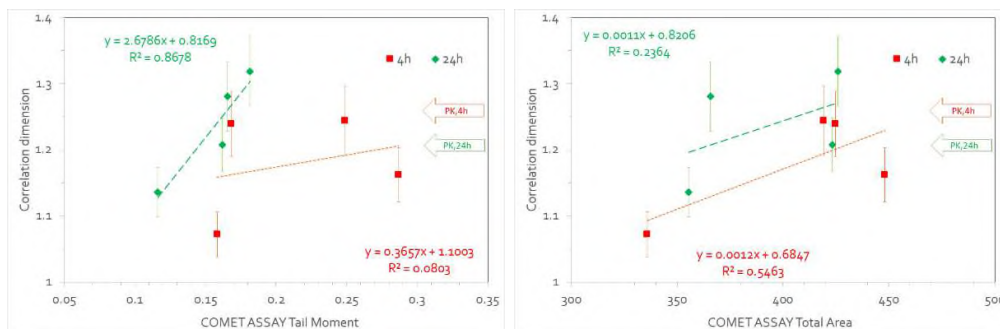 1.4
1.3
1.2
1.1
1
Correlation dimension
y = 2.6786x + 0.8169
R² = 0.8678
4h 24h
PK,4h
PK,24h
y = 0.3657x + 1.1003
R² = 0.0803
0.05 0.1 0.15 0.2 0.25 0.3 0.35
COMET ASSAY Tail Moment
1.4
1.3
1.2
1.1
1
Correlation dimension
y = 0.0011x + 0.8206
R² = 0.2364
4h 24h
PK,4h
PK,24h
y = 0.0012x + 0.6847
R² = 0.5463
300 350 400 450 500
COMET ASSAY Total Area